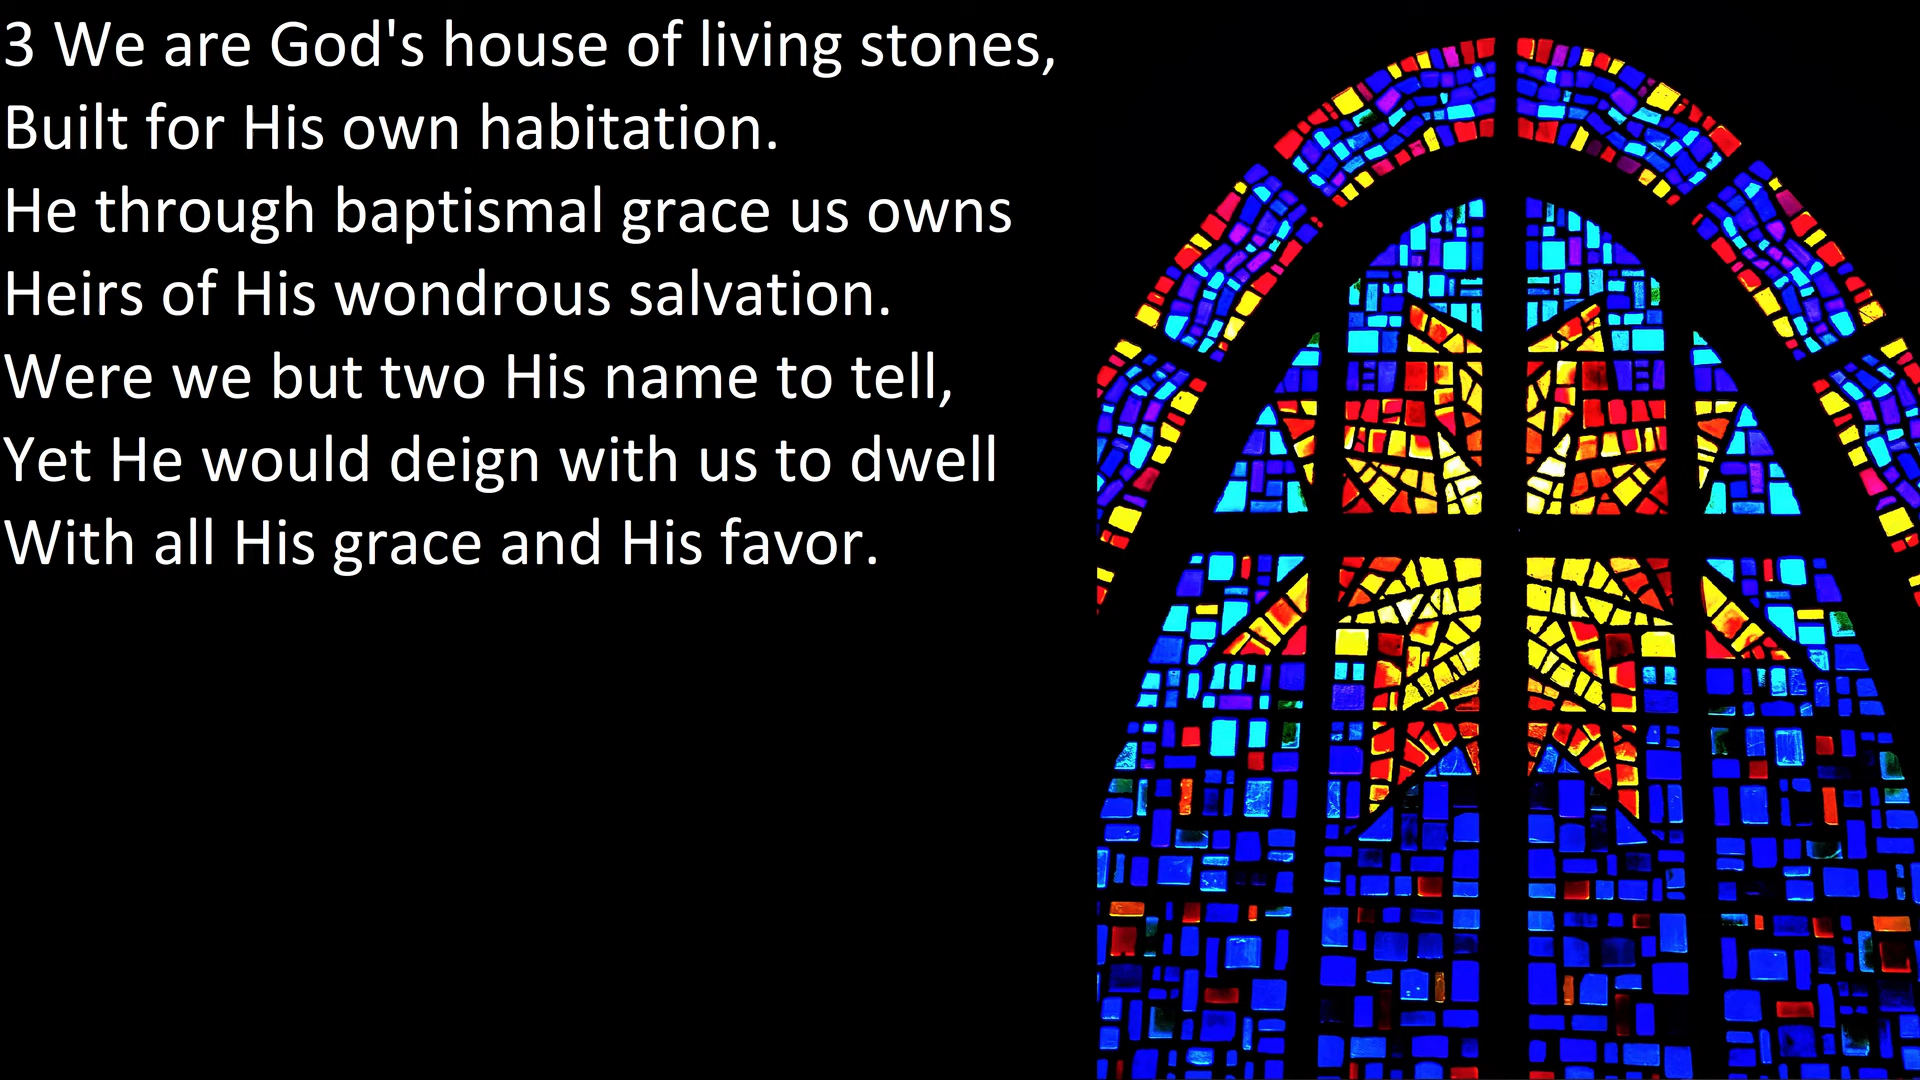 3 We are God's house of living stones,
Built for His own habitation.
He through baptismal grace us owns
Heirs of His wondrous salvation.
Were we but two His name to tell,
Yet He would deign with us to dwell
With all His grace and His favor.